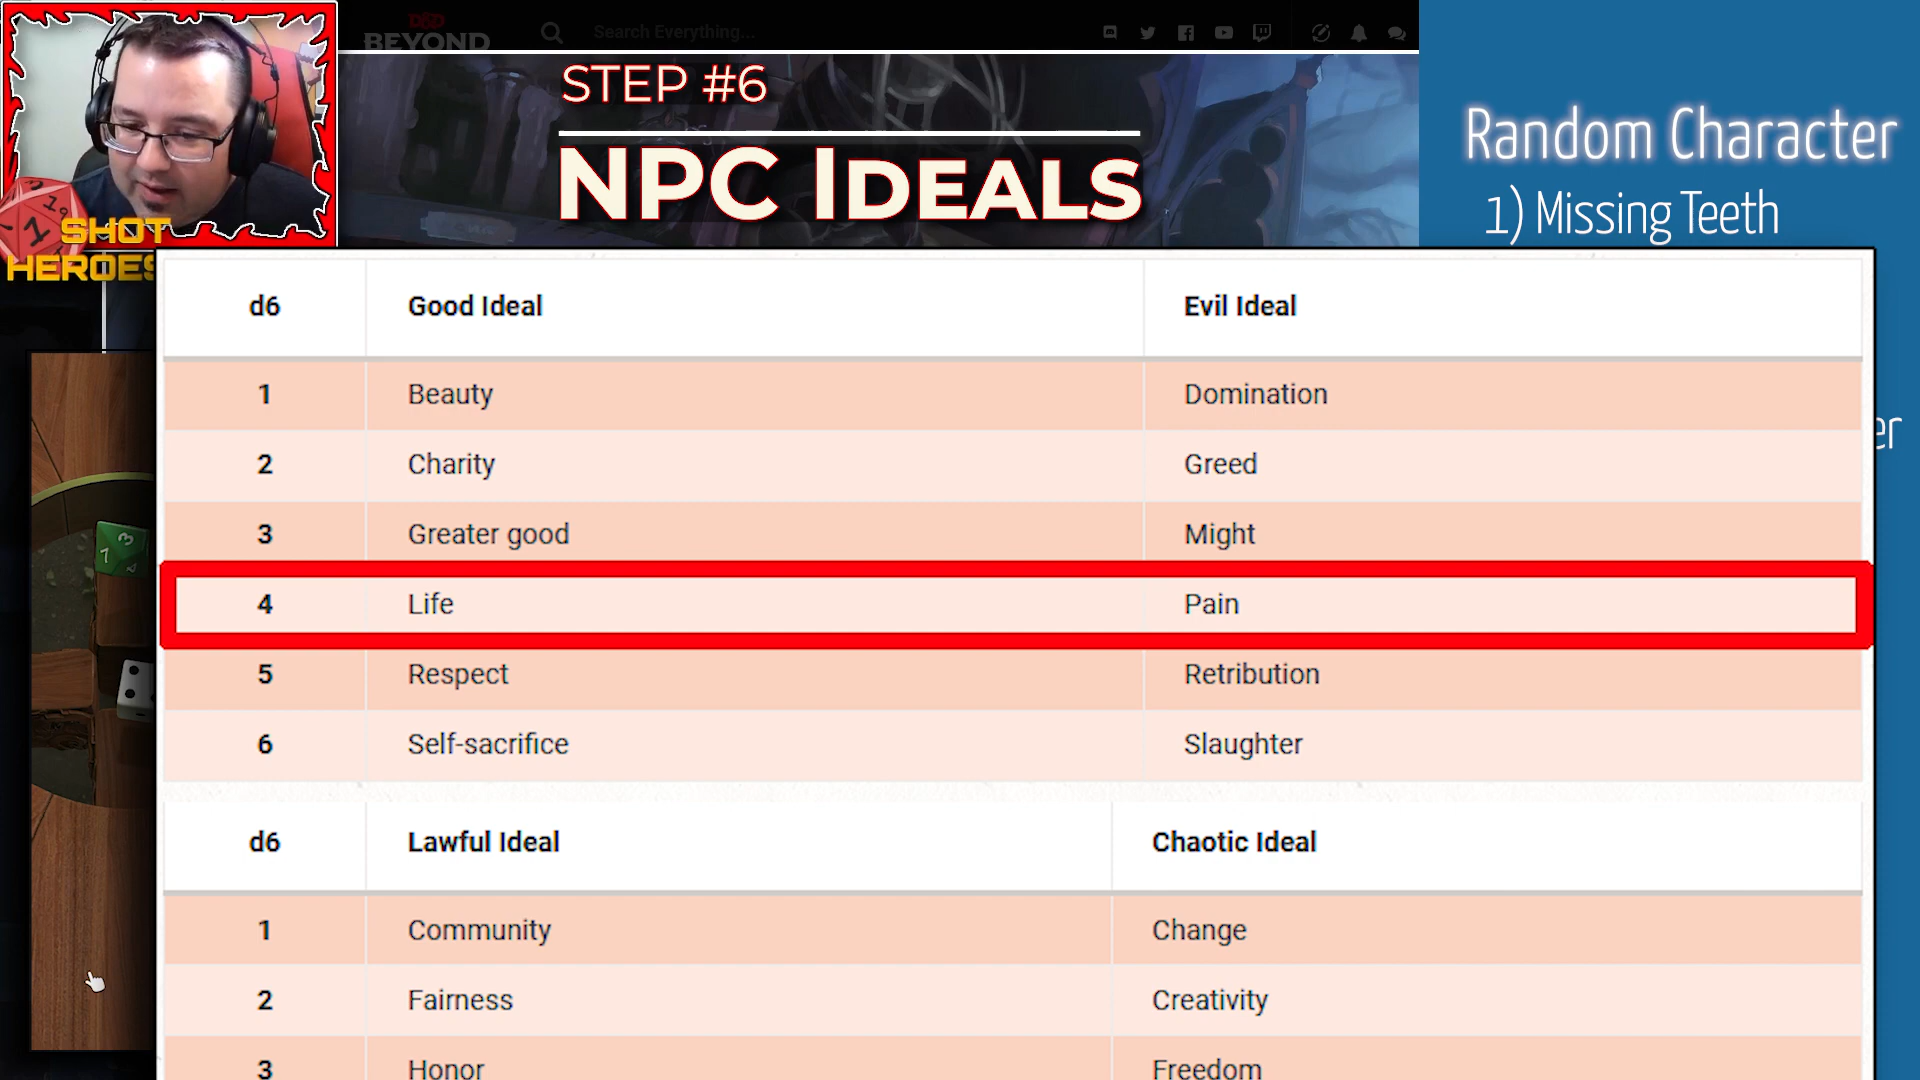 D&D
BEYOND
Search Everything...
STEP #6
NPC IDEALS
Random Character
1) Missing Teeth
er
SHOT
HEROES
d6 Good Ideal Evil Ideal
1 Beauty Domination
2 Charity Greed
3 Greater good Might
4 Life Pain
5 Respect Retribution
6 Self-sacrifice Slaughter
d6 Lawful Ideal Chaotic Ideal
1 Community Change
2 Fairness Creativity
3 Honor Freedom